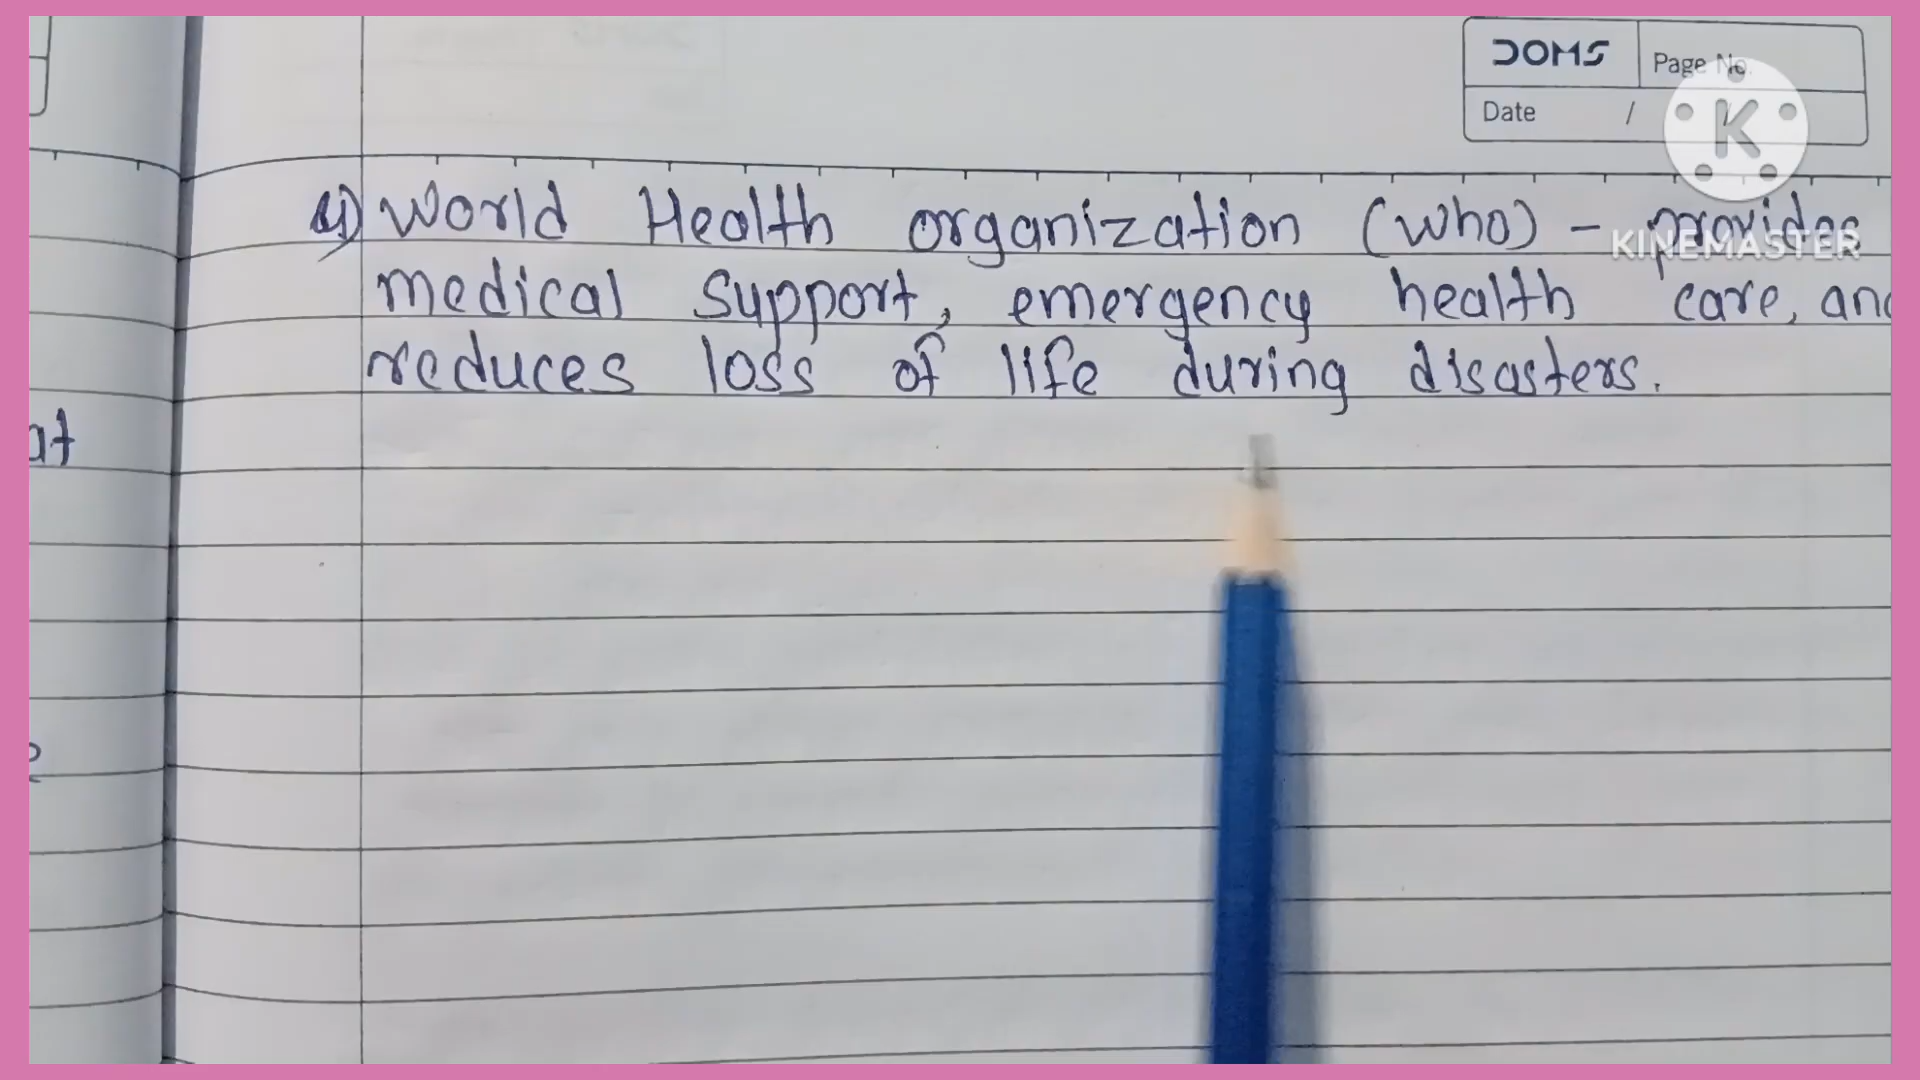 DOMS
Page No.
Date / /
4) World Health organization (who) - provides
medical support, emergency health care, and
reduces loss of life during disasters.
at
KINEMASTER